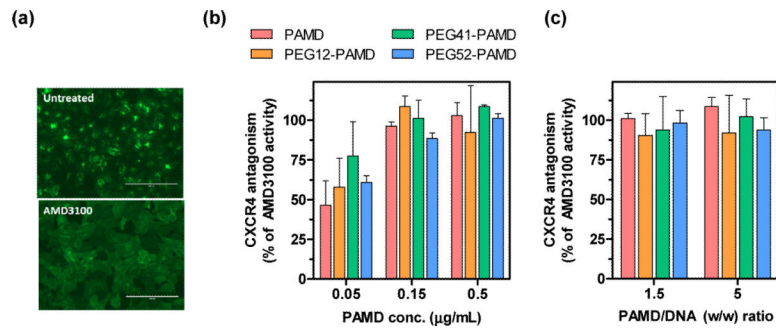 (a)
(b)
(c)
PAMD
PEG41-PAMD
PEG12-PAMD
PEG52-PAMD
Untreated
AMD3100
CXCR4 antagonism
(% of AMD3100 activity)
100
75
50
25
0
0.05
0.15
0.5
PAMD conc. (µg/mL)
CXCR4 antagonism
(% of AMD3100 activity)
100
75
50
25
0
1.5
5
PAMD/DNA (w/w) ratio